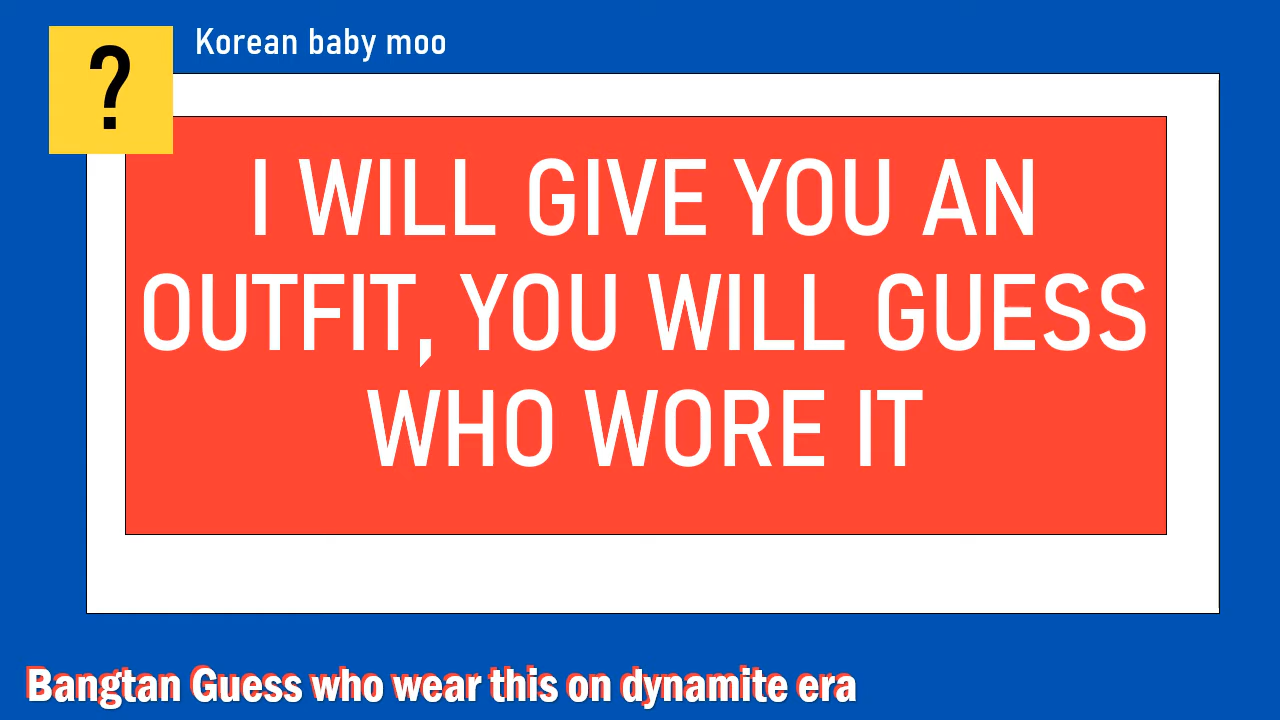 ?
Korean baby moo
I WILL GIVE YOU AN
OUTFIT, YOU WILL GUESS
WHO WORE IT
Bangtan Guess who wear this on dynamite era